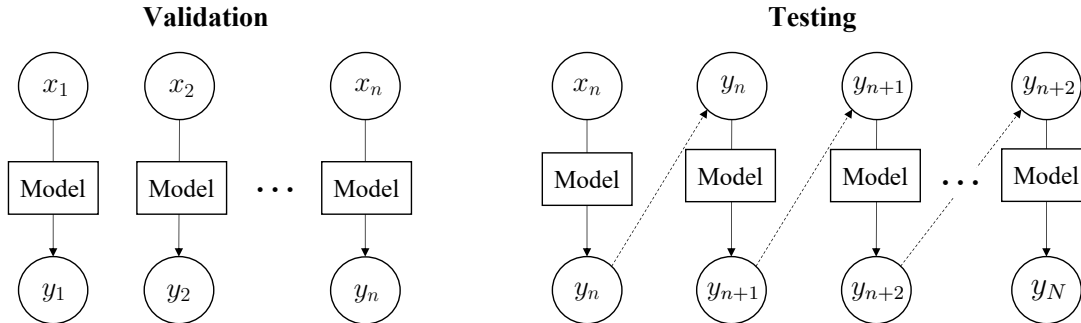 Validation Testing
x₁ x₂ xₙ xₙ yₙ yₙ₊₁ yₙ₊₂
Model Model ... Model Model Model Model ... Model
y₁ y₂ yₙ yₙ yₙ₊₁ yₙ₊₂ y_N